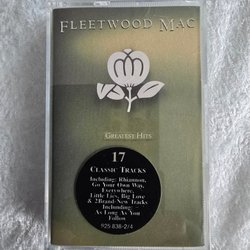 FLEETWOOD MAC
GREATEST HITS
17
CLASSIC TRACKS
Including: Rhiannon,
Go Your Own Way,
Everywhere,
Little Lies, Big Love
& 2 Brand-New Tracks
Including:
As Long As You
Follow
925 838-2/4